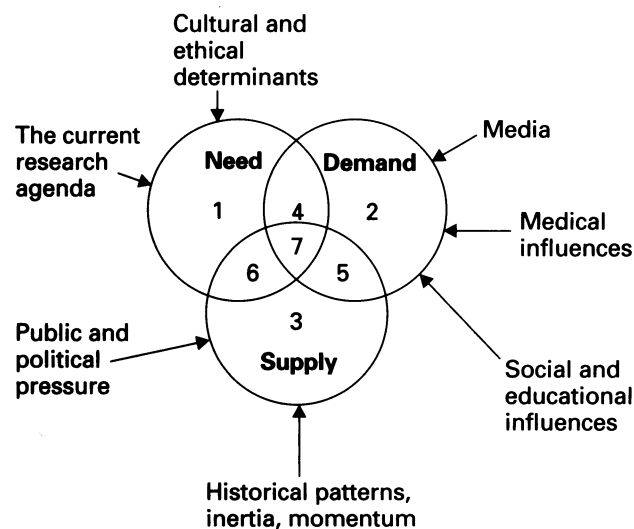 Cultural and
ethical
determinants
The current
research
agenda
Need
Demand
Media
1
4
2
7
Medical
influences
6
5
3
Public and
political
pressure
Supply
Social and
educational
influences
Historical patterns,
inertia, momentum